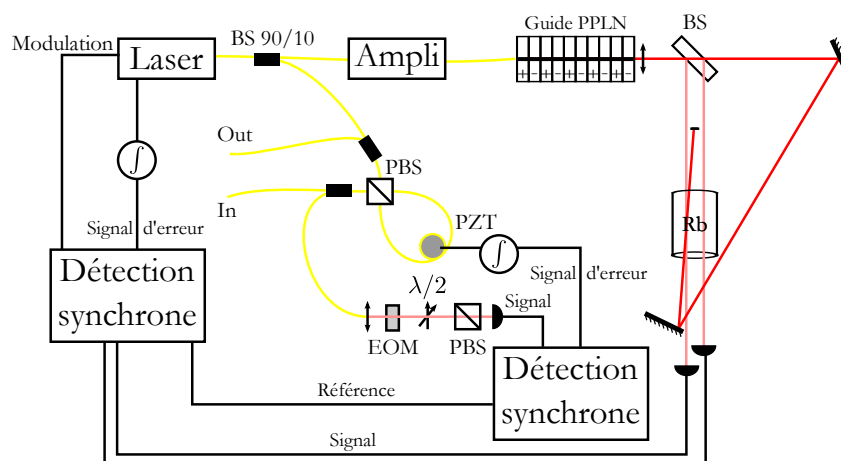 Guide PPLN
BS
Modulation
BS 90/10
Laser
Ampli
+ - + - + - + - + -
Out
PBS
∫
In
Rb
PZT
Signal d'erreur
∫
Signal d'erreur
Détection
synchrone
λ/2
Signal
EOM
PBS
Détection
synchrone
Référence
Signal